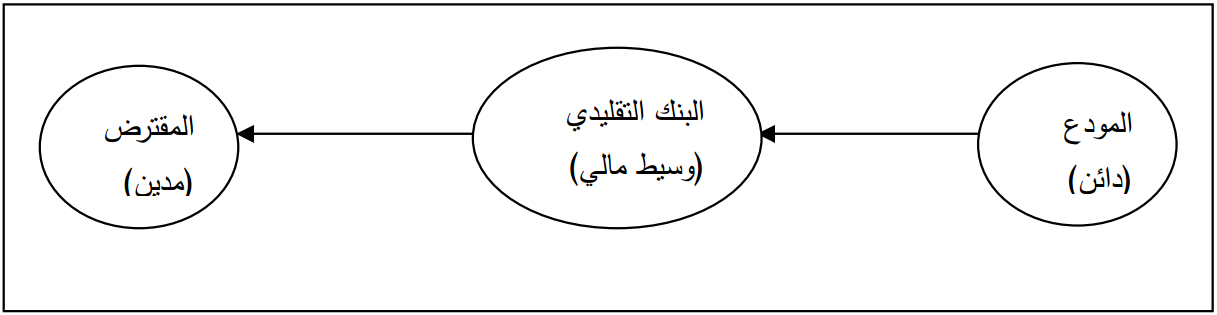 المودع
(دائن)
البنك التقليدي
(وسيط مالي)
المقترض
(مدين)